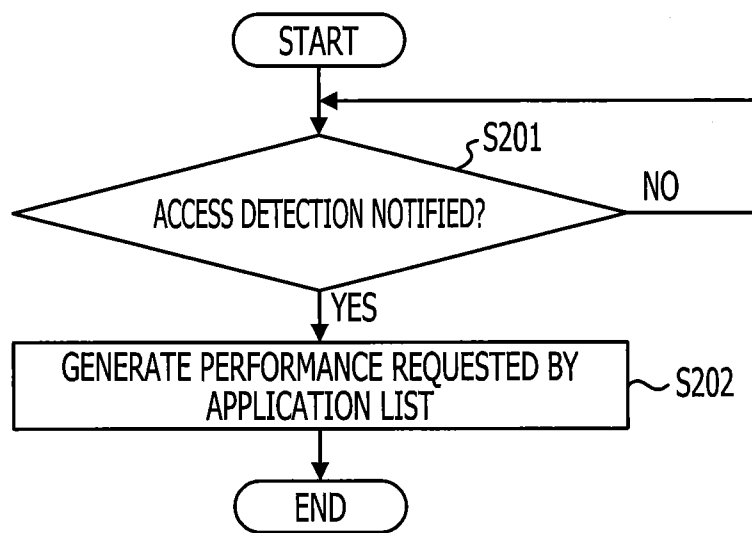 START
S201
ACCESS DETECTION NOTIFIED?
NO
YES
GENERATE PERFORMANCE REQUESTED BY
APPLICATION LIST
S202
END